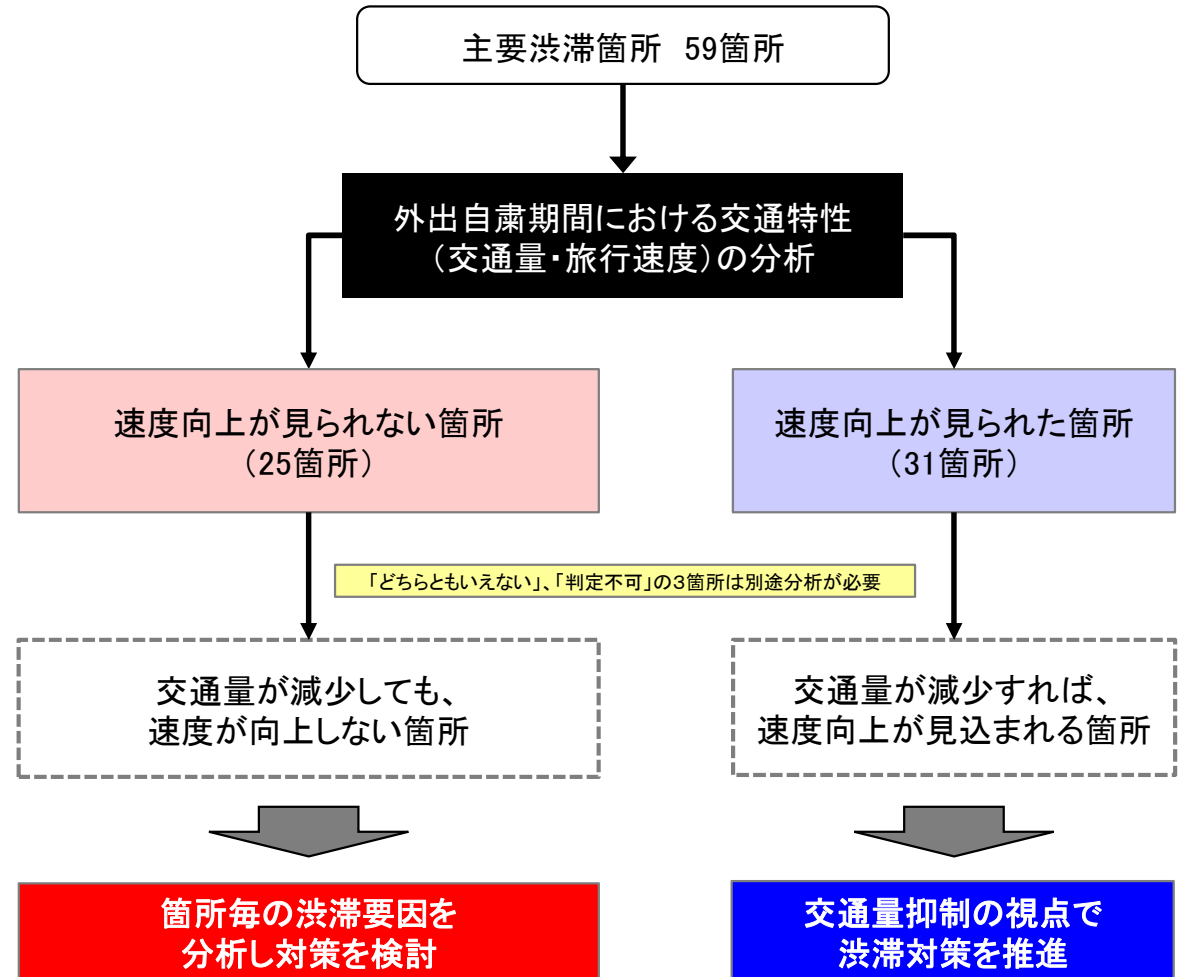 主要渋滞箇所 59箇所
外出自粛期間における交通特性
（交通量・旅行速度）の分析
速度向上が見られない箇所
（25箇所）
速度向上が見られた箇所
（31箇所）
「どちらともいえない」、「判定不可」の３箇所は別途分析が必要
交通量が減少しても、
速度が向上しない箇所
交通量が減少すれば、
速度向上が見込まれる箇所
箇所毎の渋滞要因を
分析し対策を検討
交通量抑制の視点で
渋滞対策を推進